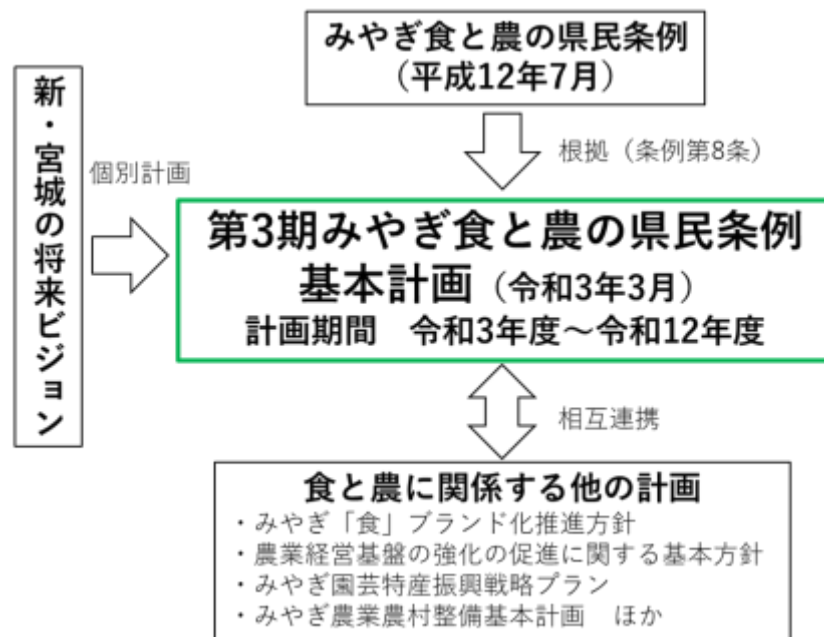 みやぎ食と農の県民条例
（平成12年7月）
新・宮城の将来ビジョン
個別計画
根拠（条例第8条）
第3期みやぎ食と農の県民条例
基本計画（令和3年3月）
計画期間　令和3年度～令和12年度
相互連携
食と農に関係する他の計画
・みやぎ「食」ブランド化推進方針
・農業経営基盤の強化の促進に関する基本方針
・みやぎ園芸特産振興戦略プラン
・みやぎ農業農村整備基本計画　ほか